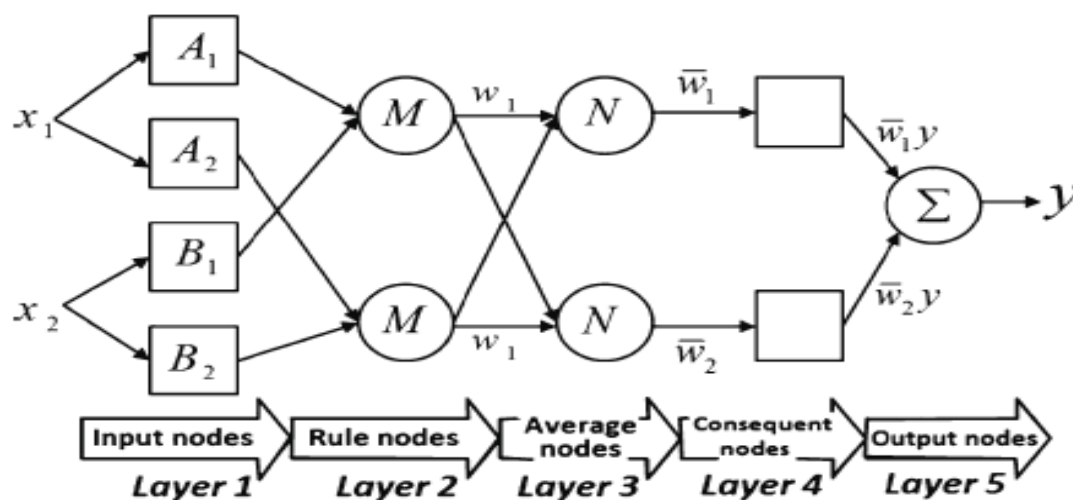 A₁
x₁
A₂
M
w₁
N
w̅₁
w̅₁y
Σ
y
B₁
x₂
B₂
M
w₁
N
w̅₂
w̅₂y
Input nodes
Rule nodes
Average nodes
Consequent nodes
Output nodes
Layer 1
Layer 2
Layer 3
Layer 4
Layer 5